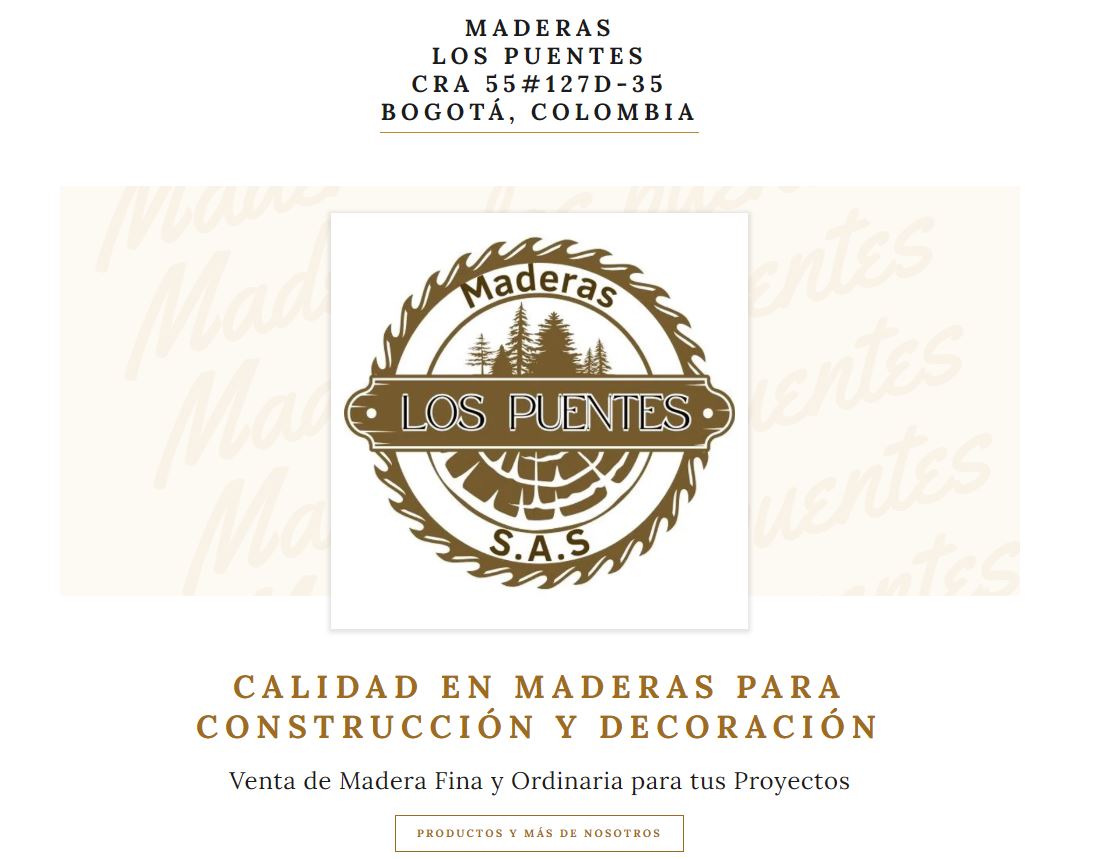 MADERAS
LOS PUENTES
CRA 55#127D-35
BOGOTÁ, COLOMBIA
Maderas
LOS PUENTES
S.A.S
CALIDAD EN MADERAS PARA
CONSTRUCCIÓN Y DECORACIÓN
Venta de Madera Fina y Ordinaria para tus Proyectos
PRODUCTOS Y MÁS DE NOSOTROS